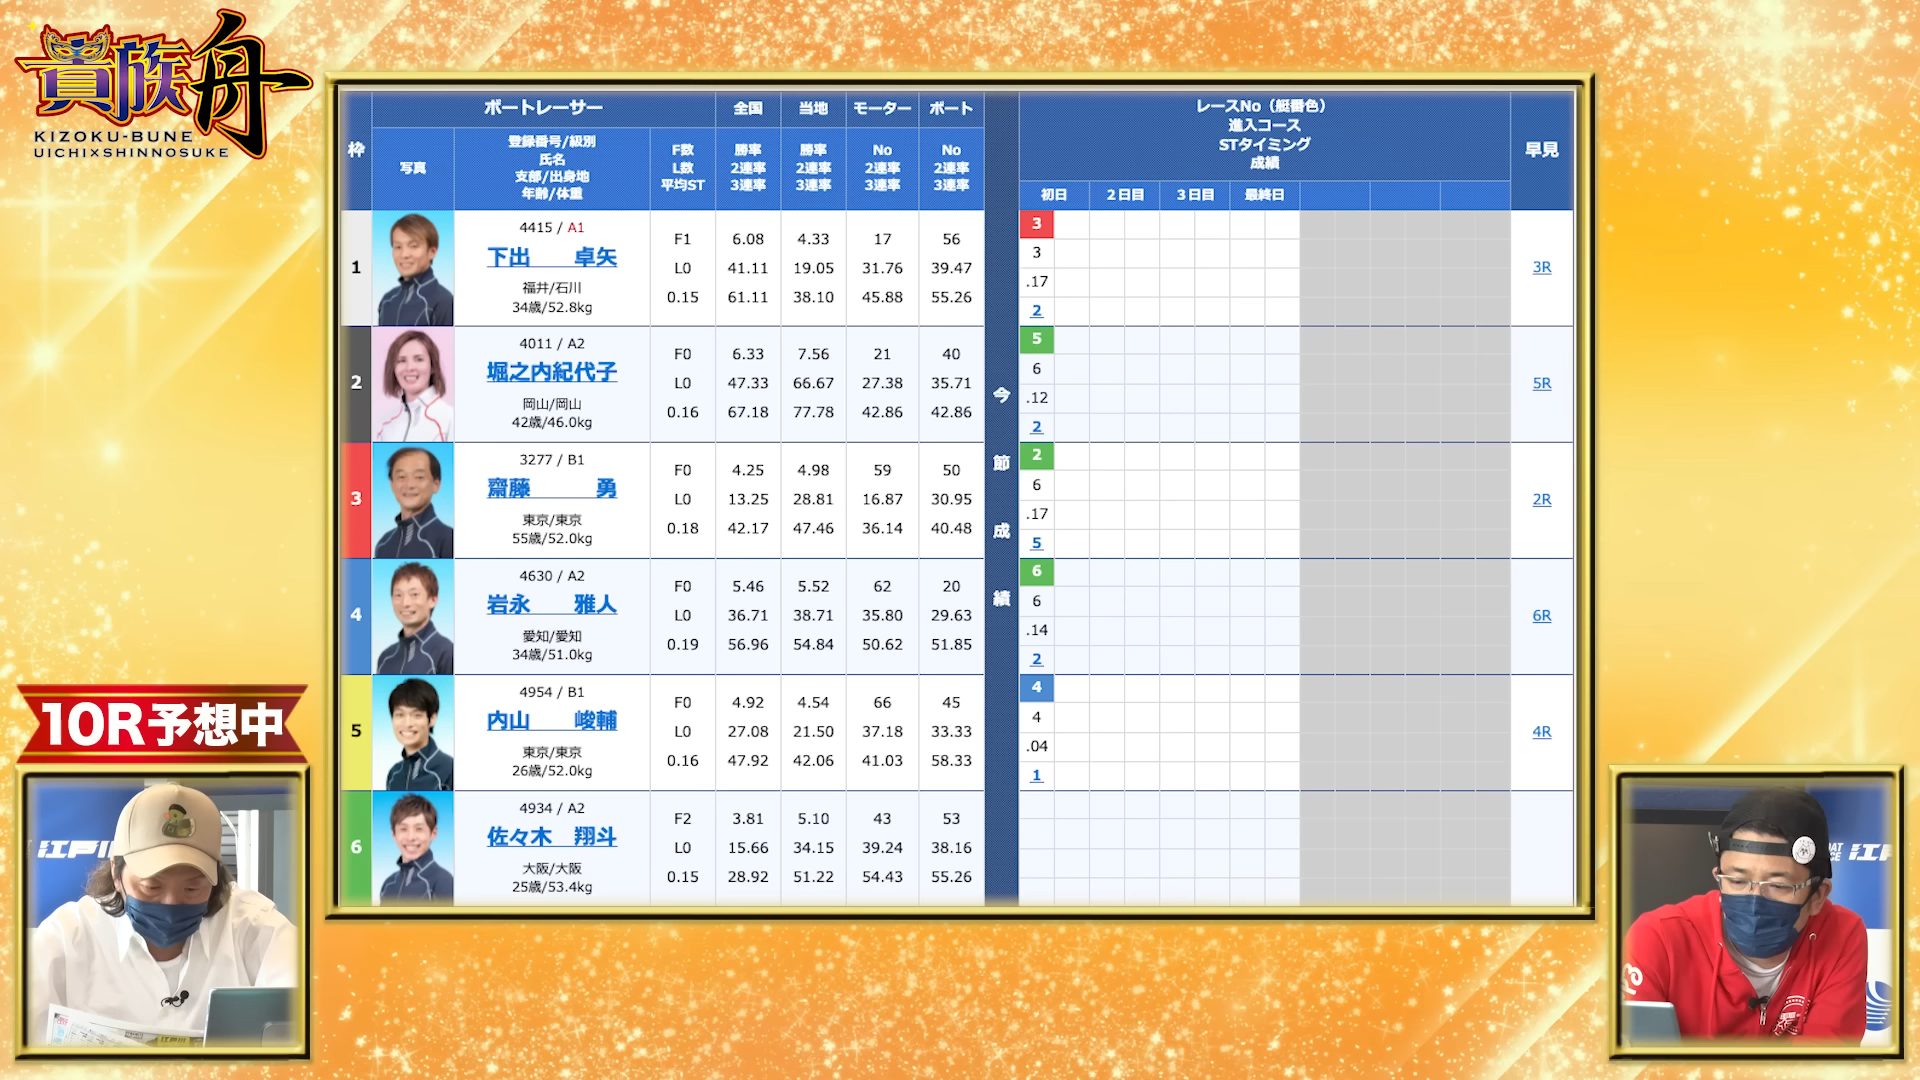 貴族舟
KIZOKU-BUNE
UICHI×SHINNOSUKE
枠 ボートレーサー 全国 当地 モーター ボート
写真
登録番号/級別
氏名
支部/出身地
年齢/体重
F数
L数
平均ST
勝率
2連率
3連率
勝率
2連率
3連率
No
2連率
3連率
No
2連率
3連率
今節成績
レースNo（艇番色）
進入コース
STタイミング
成績
早見
初日 2日目 3日目 最終日
1
4415 / A1
下出 卓矢
福井/石川
34歳/52.8kg
F1 6.08 4.33 17 56
L0 41.11 19.05 31.76 39.47
0.15 61.11 38.10 45.88 55.26
3
3
.17
2
3R
2
4011 / A2
堀之内紀代子
岡山/岡山
42歳/46.0kg
F0 6.33 7.56 21 40
L0 47.33 66.67 27.38 35.71
0.16 67.18 77.78 42.86 42.86
5
6
.12
2
5R
3
3277 / B1
齋藤 勇
東京/東京
55歳/52.0kg
F0 4.25 4.98 59 50
L0 13.25 28.81 16.87 30.95
0.18 42.17 47.46 36.14 40.48
2
6
.17
5
2R
4
4630 / A2
岩永 雅人
愛知/愛知
34歳/51.0kg
F0 5.46 5.52 62 20
L0 36.71 38.71 35.80 29.63
0.19 56.96 54.84 50.62 51.85
6
6
.14
2
6R
5
4954 / B1
内山 峻輔
東京/東京
26歳/52.0kg
F0 4.92 4.54 66 45
L0 27.08 21.50 37.18 33.33
0.16 47.92 42.06 41.03 58.33
4
4
.04
1
4R
6
4934 / A2
佐々木 翔斗
大阪/大阪
25歳/53.4kg
F2 3.81 5.10 43 53
L0 15.66 34.15 39.24 38.16
0.15 28.92 51.22 54.43 55.26
10R予想中